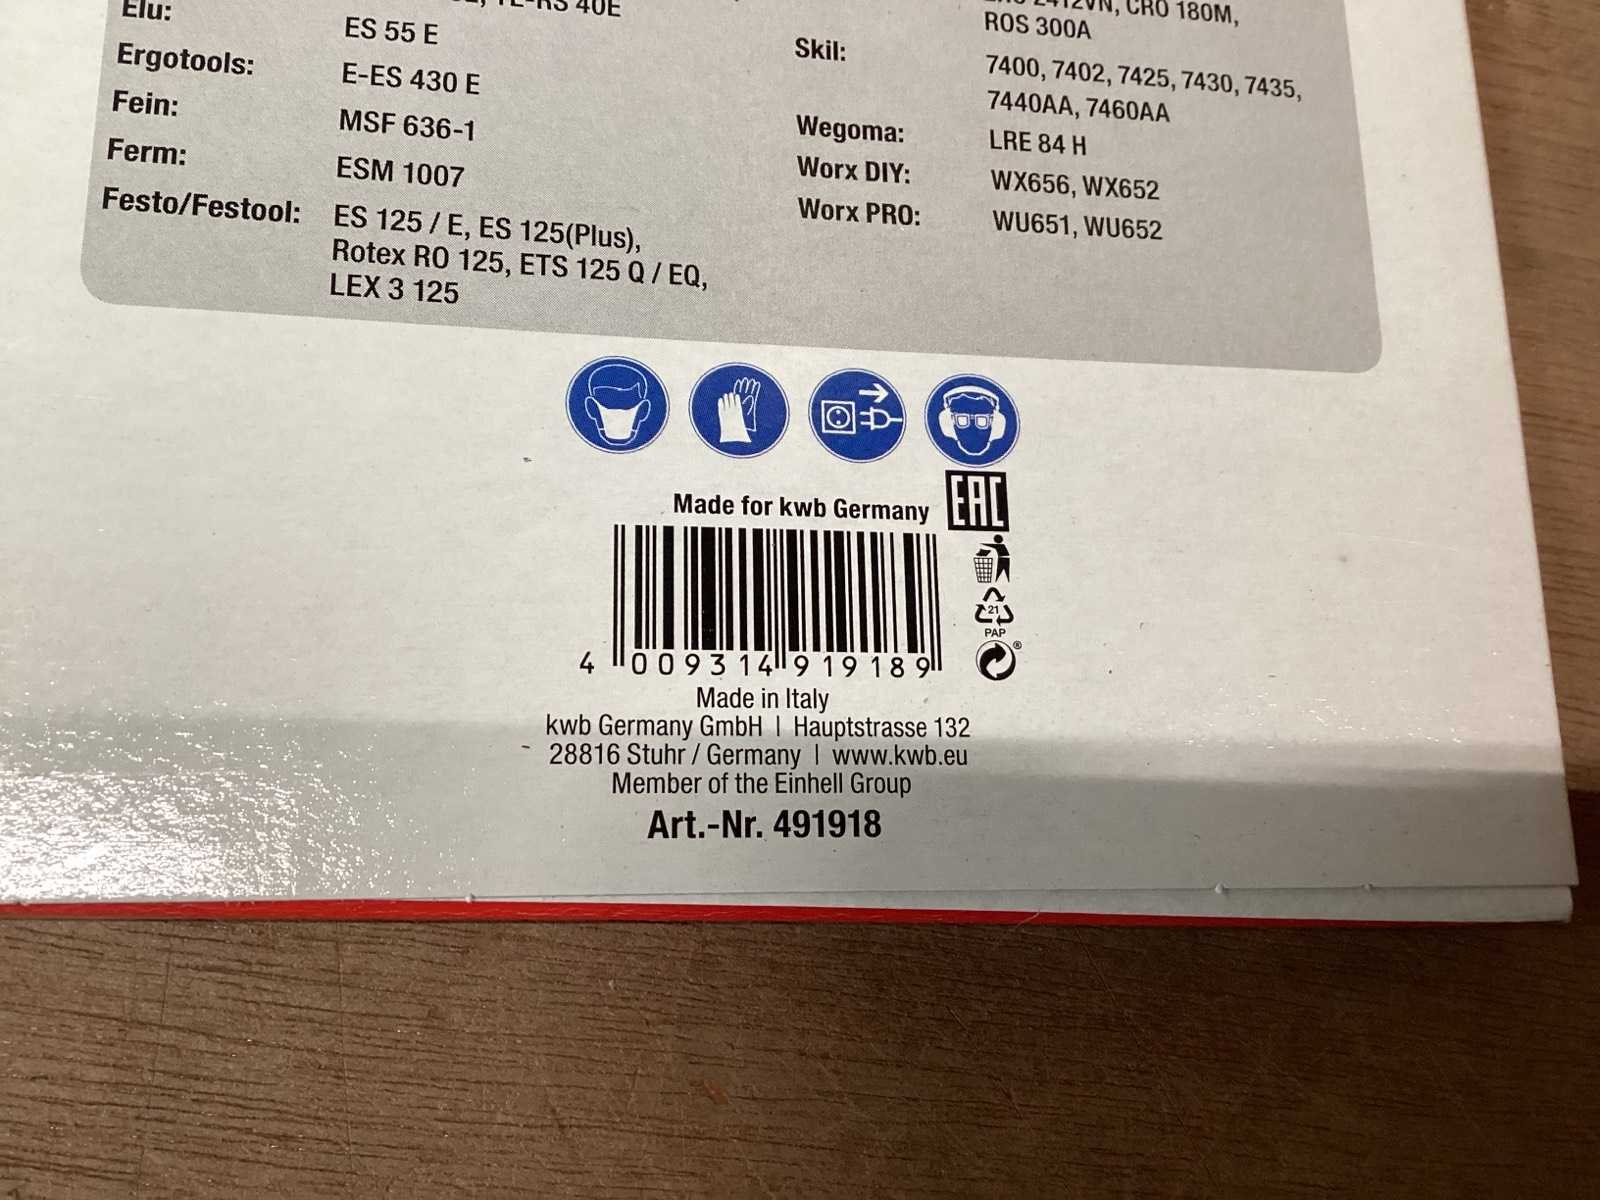 Elu:
ES 55 E
Ergotools:
E-ES 430 E
Fein:
MSF 636-1
Ferm:
ESM 1007
Festo/Festool:
ES 125 / E, ES 125(Plus),
Rotex RO 125, ETS 125 Q / EQ,
LEX 3 125
CRO 180M,
ROS 300A
Skil:
7400, 7402, 7425, 7430, 7435,
7440AA, 7460AA
Wegoma:
LRE 84 H
Worx DIY:
WX656, WX652
Worx PRO:
WU651, WU652
Made for kwb Germany
EAC
21
PAP
®
4 009314 919189
Made in Italy
kwb Germany GmbH | Hauptstrasse 132
28816 Stuhr / Germany | www.kwb.eu
Member of the Einhell Group
Art.-Nr. 491918